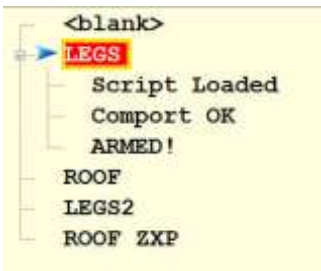 <blank>
LEGS
Script Loaded
Comport OK
ARMED!
ROOF
LEGS2
ROOF ZXP